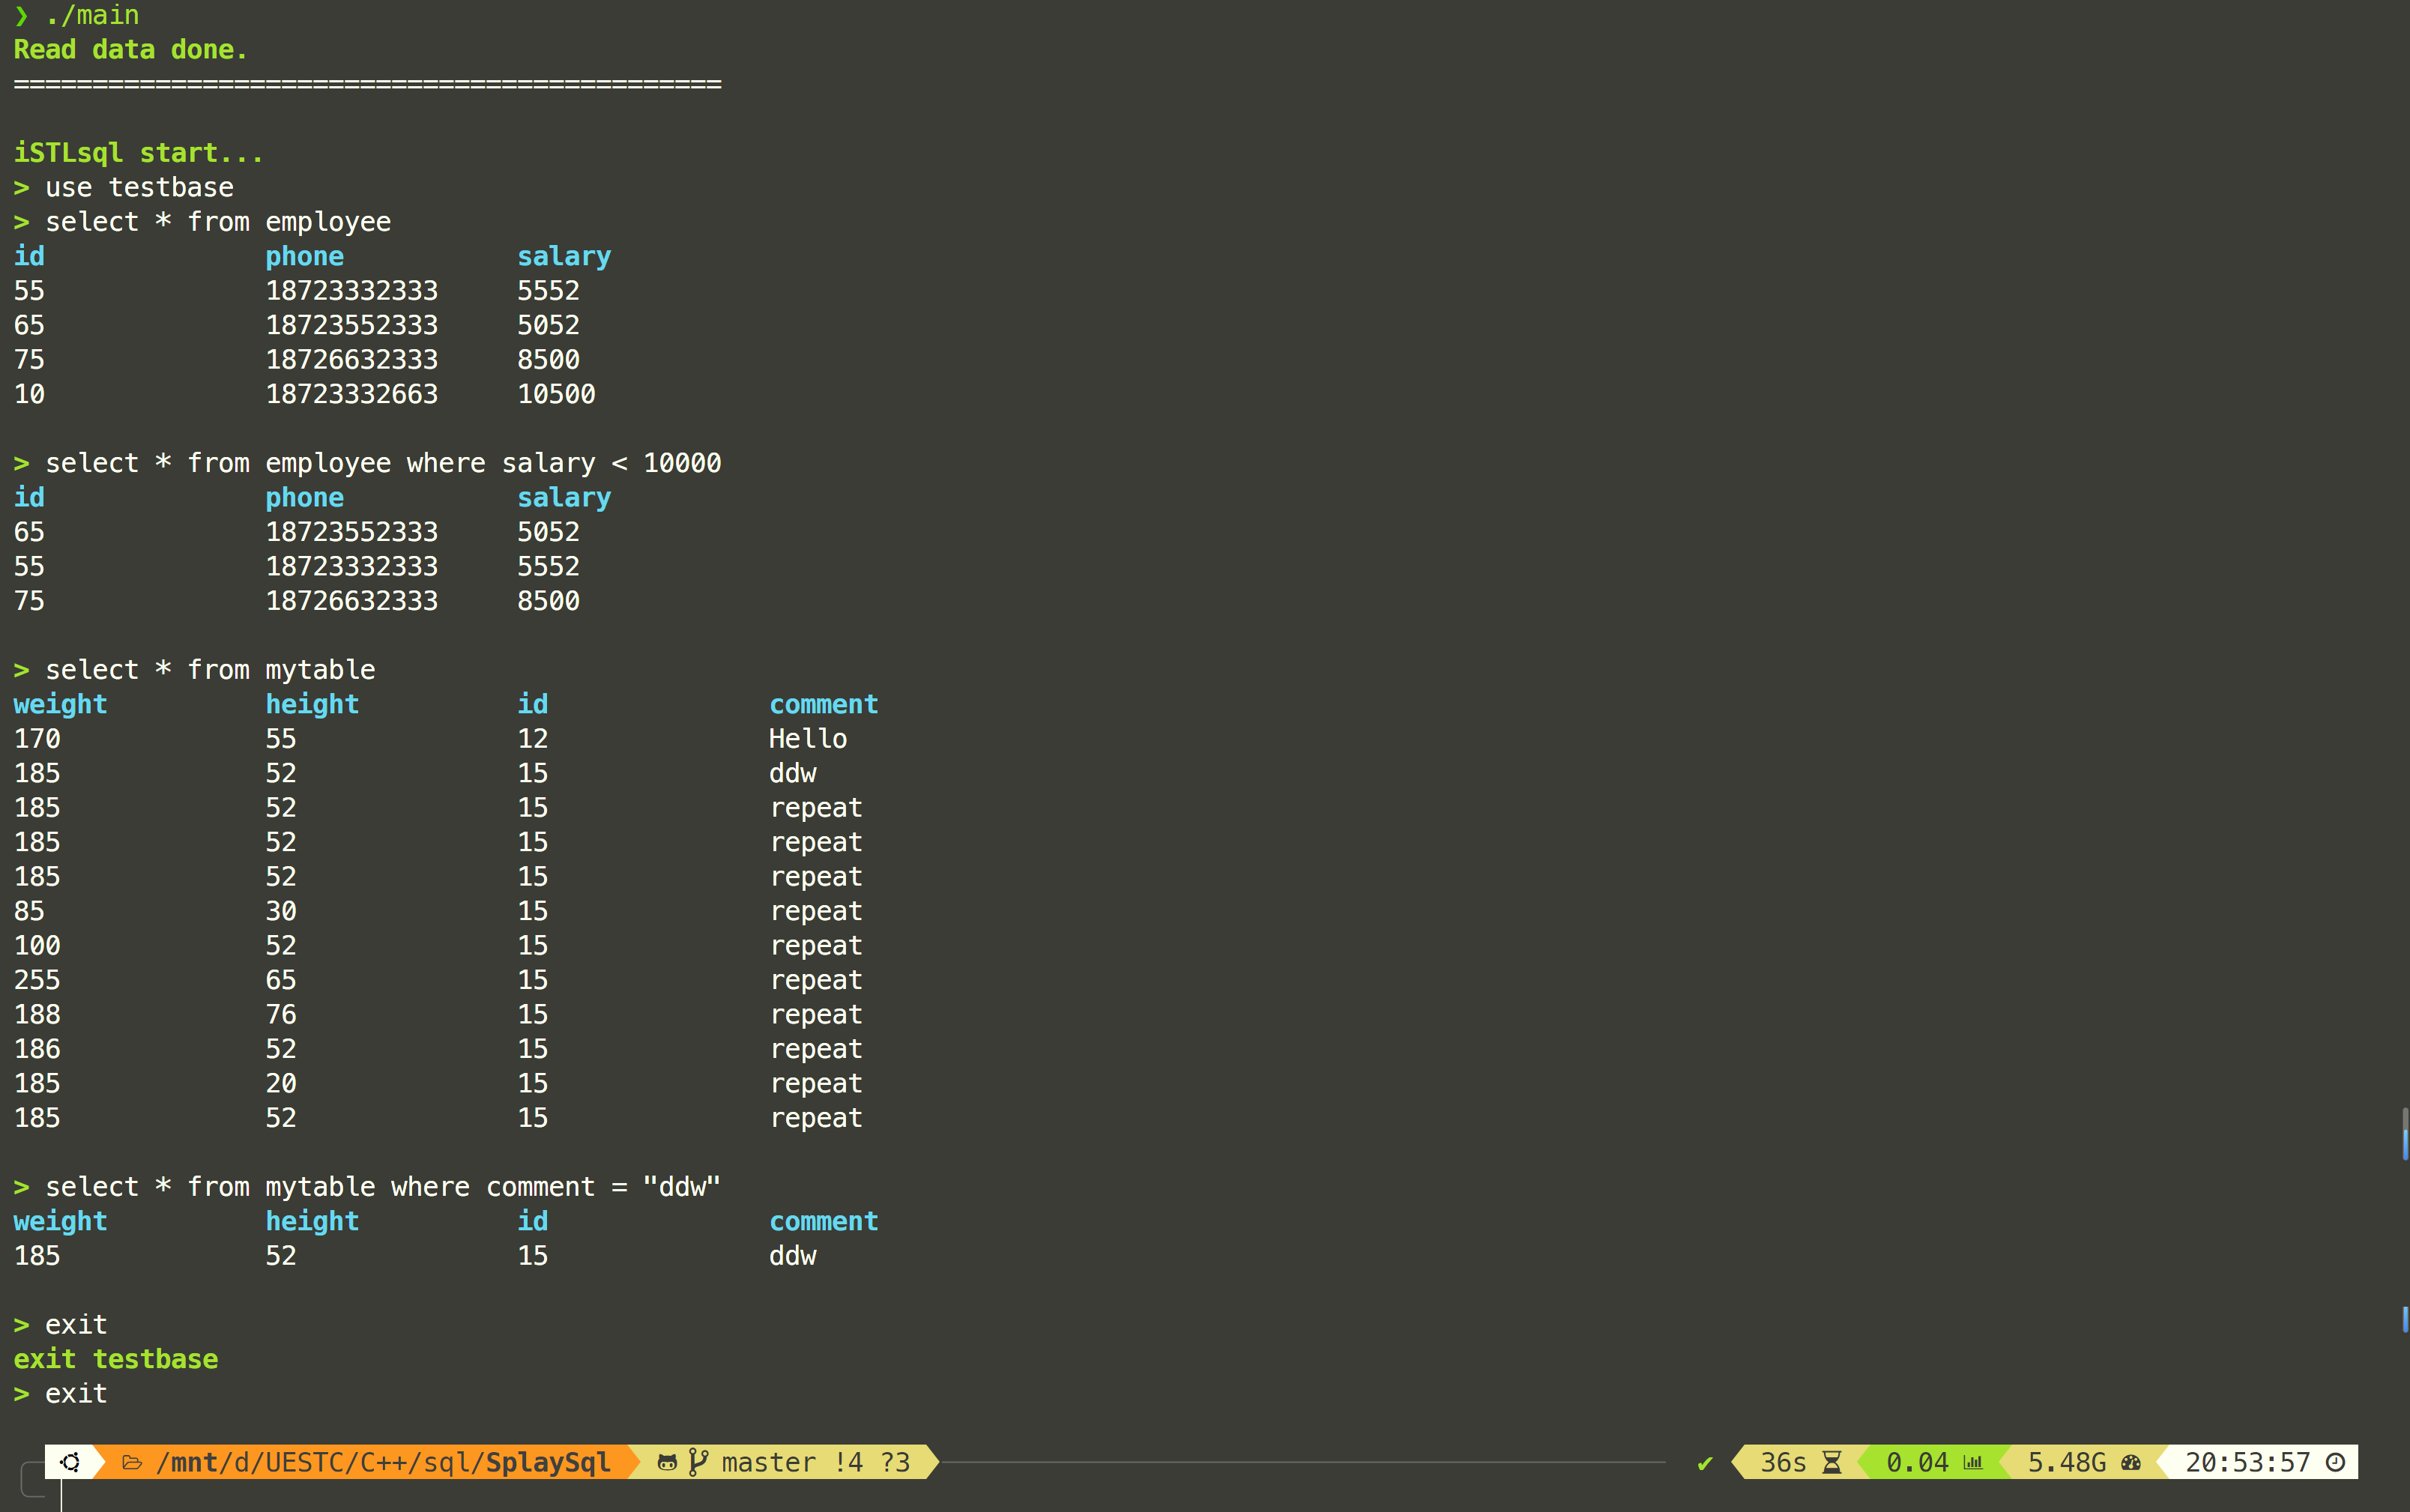 ❯ ./main
Read data done.
=============================================
iSTLsql start...
> use testbase
> select * from employee
id phone salary
55 18723332333 5552
65 18723552333 5052
75 18726632333 8500
10 18723332663 10500
> select * from employee where salary < 10000
id phone salary
65 18723552333 5052
55 18723332333 5552
75 18726632333 8500
> select * from mytable
weight height id comment
170 55 12 Hello
185 52 15 ddw
185 52 15 repeat
185 52 15 repeat
185 52 15 repeat
85 30 15 repeat
100 52 15 repeat
255 65 15 repeat
188 76 15 repeat
186 52 15 repeat
185 20 15 repeat
185 52 15 repeat
> select * from mytable where comment = "ddw"
weight height id comment
185 52 15 ddw
> exit
exit testbase
> exit
/mnt/d/UESTC/C++/sql/SplaySql master !4 ?3 ✔ 36s 0.04 5.48G 20:53:57